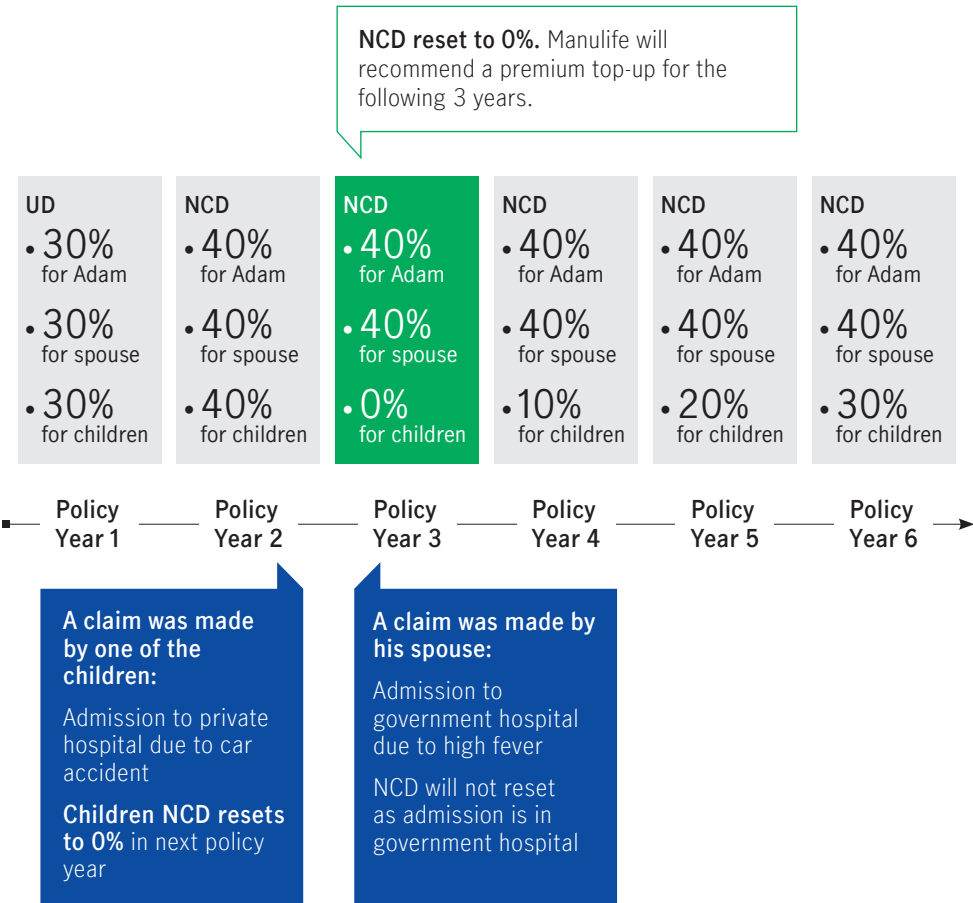 NCD reset to 0%. Manulife will
recommend a premium top-up for the
following 3 years.
UD
• 30%
for Adam
• 30%
for spouse
• 30%
for children
NCD
• 40%
for Adam
• 40%
for spouse
• 40%
for children
NCD
• 40%
for Adam
• 40%
for spouse
• 0%
for children
NCD
• 40%
for Adam
• 40%
for spouse
• 10%
for children
NCD
• 40%
for Adam
• 40%
for spouse
• 20%
for children
NCD
• 40%
for Adam
• 40%
for spouse
• 30%
for children
Policy
Year 1
Policy
Year 2
Policy
Year 3
Policy
Year 4
Policy
Year 5
Policy
Year 6
A claim was made
by one of the
children:
Admission to private
hospital due to car
accident
Children NCD resets
to 0% in next policy
year
A claim was made by
his spouse:
Admission to
government hospital
due to high fever
NCD will not reset
as admission is in
government hospital